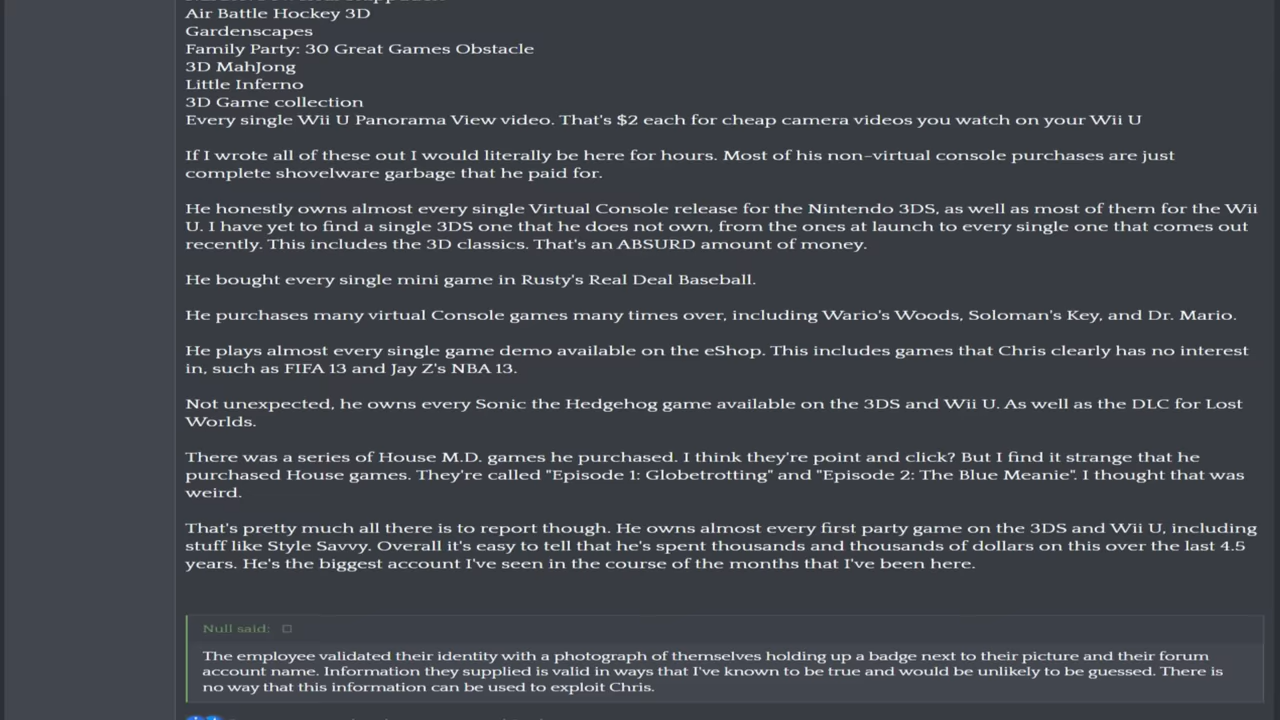 Air Battle Hockey 3D
Gardenscapes
Family Party: 30 Great Games Obstacle
3D MahJong
Little Inferno
3D Game collection
Every single Wii U Panorama View video. That's $2 each for cheap camera videos you watch on your Wii U
If I wrote all of these out I would literally be here for hours. Most of his non-virtual console purchases are just
complete shovelware garbage that he paid for.
He honestly owns almost every single Virtual Console release for the Nintendo 3DS, as well as most of them for the Wii
U. I have yet to find a single 3DS one that he does not own, from the ones at launch to every single one that comes out
recently. This includes the 3D classics. That's an ABSURD amount of money.
He bought every single mini game in Rusty's Real Deal Baseball.
He purchases many virtual Console games many times over, including Wario's Woods, Soloman's Key, and Dr. Mario.
He plays almost every single game demo available on the eShop. This includes games that Chris clearly has no interest
in, such as FIFA 13 and Jay Z's NBA 13.
Not unexpected, he owns every Sonic the Hedgehog game available on the 3DS and Wii U. As well as the DLC for Lost
Worlds.
There was a series of House M.D. games he purchased. I think they're point and click? But I find it strange that he
purchased House games. They're called "Episode 1: Globetrotting" and "Episode 2: The Blue Meanie". I thought that was
weird.
That's pretty much all there is to report though. He owns almost every first party game on the 3DS and Wii U, including
stuff like Style Savvy. Overall it's easy to tell that he's spent thousands and thousands of dollars on this over the last 4.5
years. He's the biggest account I've seen in the course of the months that I've been here.
Null said:
The employee validated their identity with a photograph of themselves holding up a badge next to their picture and their forum
account name. Information they supplied is valid in ways that I've known to be true and would be unlikely to be guessed. There is
no way that this information can be used to exploit Chris.